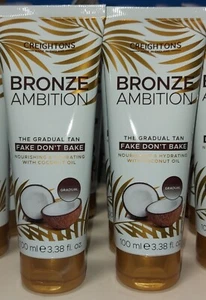 CREIGHTONS
BRONZE
AMBITION
THE GRADUAL TAN
FAKE DON'T BAKE
NOURISHING & HYDRATING
WITH COCONUT OIL
GRADUAL
100 ml e 3.38 fl. oz.
CREIGHTONS
BRONZE
AMBITION
THE GRADUAL TAN
FAKE DON'T BAKE
NOURISHING & HYDRATING
WITH COCONUT OIL
GRADUAL
100 ml e 3.38 fl. oz.